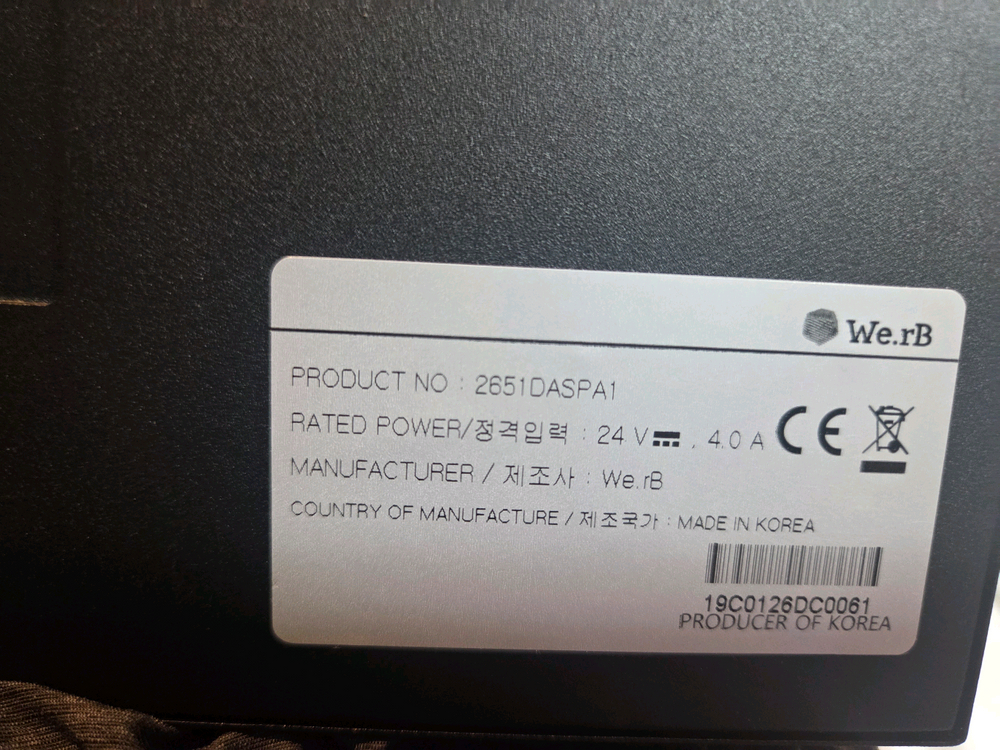 We.rB
PRODUCT NO : 2651DASPA1
RATED POWER/정격입력 : 24 V⎓ , 4.0 A CE
MANUFACTURER / 제조사 : We.rB
COUNTRY OF MANUFACTURE / 제조국가 : MADE IN KOREA
19C0126DC0061
PRODUCER OF KOREA